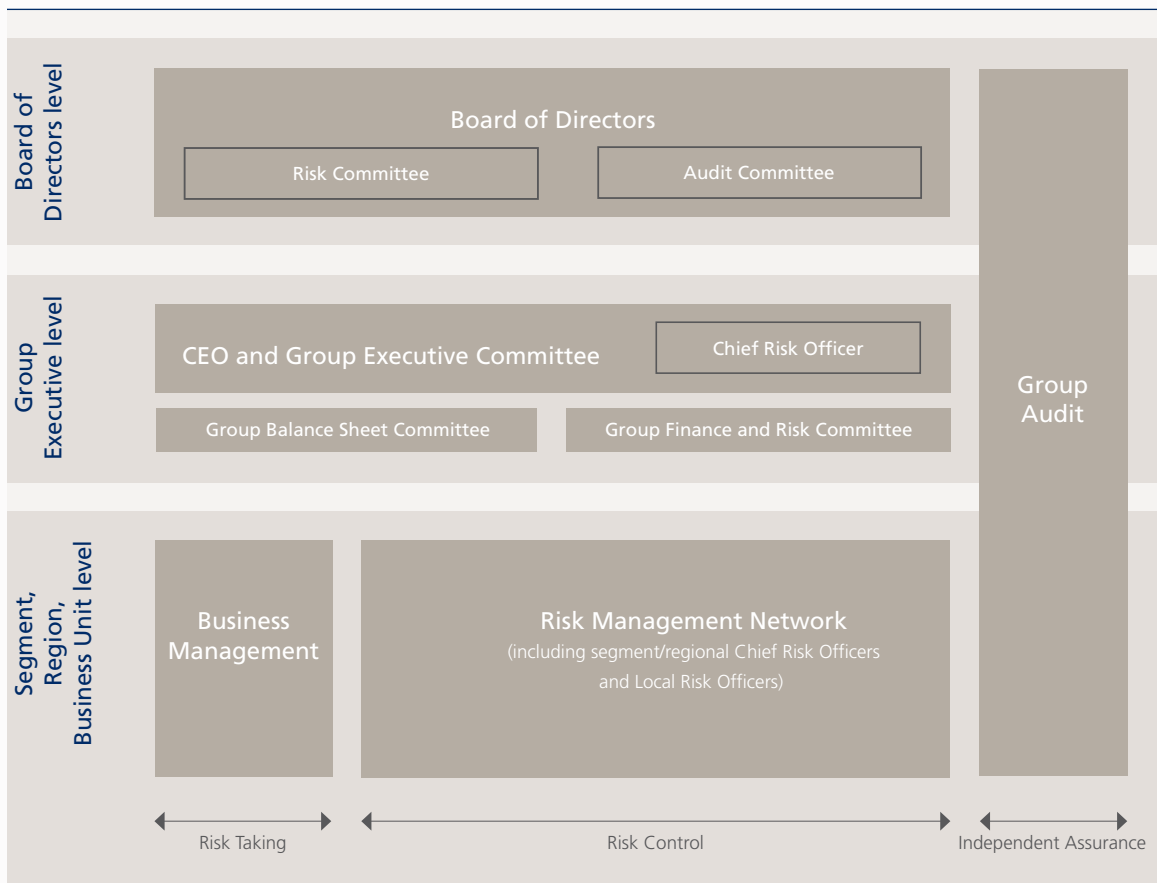 Board of
Directors level
Board of Directors
Risk Committee
Audit Committee
Group
Executive level
CEO and Group Executive Committee
Chief Risk Officer
Group Balance Sheet Committee
Group Finance and Risk Committee
Group
Audit
Segment,
Region,
Business Unit level
Business
Management
Risk Management Network
(including segment/regional Chief Risk Officers
and Local Risk Officers)
Risk Taking
Risk Control
Independent Assurance